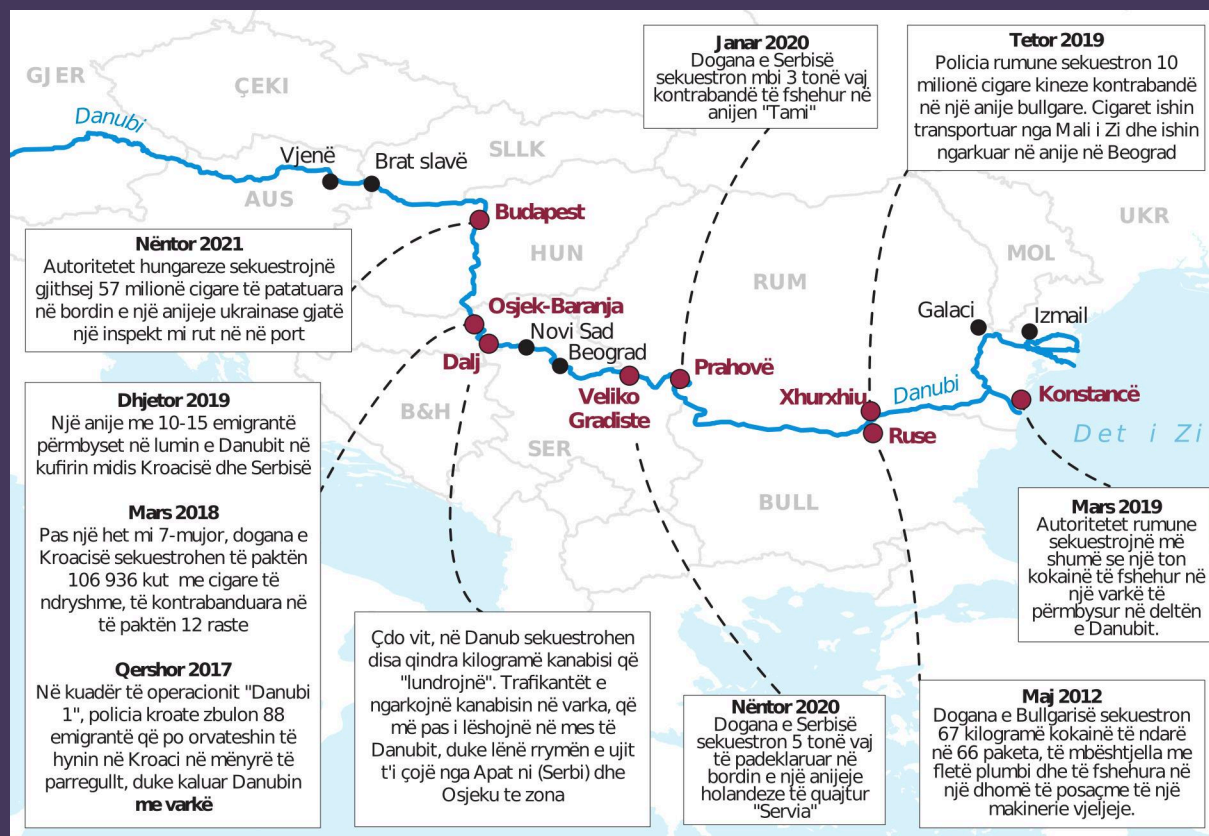 GJER
ÇEKI
Danubi
Vjenë
Brat slavë
SLLK
AUS
Budapest
HUN
UKR
MOL
RUM
Galaci
Izmail
Osjek-Baranja
Novi Sad
Dalj
Beograd
Veliko
Gradiste
Prahovë
Xhurxhiu
Danubi
Konstancë
Ruse
Det i Zi
B&H
SER
BULL
Janar 2020
Dogana e Serbisë
sekuestron mbi 3 tonë vaj
kontrabandë të fshehur në
anijen "Tami"
Tetor 2019
Policia rumune sekuestron 10
milionë cigare kineze kontrabandë
në një anije bullgare. Cigaret ishin
transportuar nga Mali i Zi dhe ishin
ngarkuar në anije në Beograd
Nëntor 2021
Autoritetet hungareze sekuestrojnë
gjithsej 57 milionë cigare të patatuara
në bordin e një anijeje ukrainase gjatë
një inspekt mi rut në në port
Dhjetor 2019
Një anije me 10-15 emigrantë
përmbyset në lumin e Danubit në
kufirin midis Kroacisë dhe Serbisë
Mars 2018
Pas një het mi 7-mujor, dogana e
Kroacisë sekuestrohen të paktën
106 936 kut me cigare të
ndryshme, të kontrabanduara në
të paktën 12 raste
Qershor 2017
Në kuadër të operacionit "Danubi
1", policia kroate zbulon 88
emigrantë që po orvateshin të
hynin në Kroaci në mënyrë të
parregullt, duke kaluar Danubin
me varkë
Çdo vit, në Danub sekuestrohen
disa qindra kilogramë kanabisi që
"lundrojnë". Trafikantët e
ngarkojnë kanabisin në varka, që
më pas i lëshojnë në mes të
Danubit, duke lënë rrymën e ujit
t'i çojë nga Apat ni (Serbi) dhe
Osjeku te zona
Nëntor 2020
Dogana e Serbisë
sekuestron 5 tonë vaj
të padeklaruar në
bordin e një anijeje
holandeze të quajtur
"Servia"
Mars 2019
Autoritetet rumune
sekuestrojnë më
shumë se një ton
kokainë të fshehur në
një varkë të
përmbysur në deltën
e Danubit.
Maj 2012
Dogana e Bullgarisë sekuestron
67 kilogramë kokainë të ndarë
në 66 paketa, të mbështjella me
fletë plumbi dhe të fshehura në
një dhomë të posaçme të një
makinerie vjeljeje.